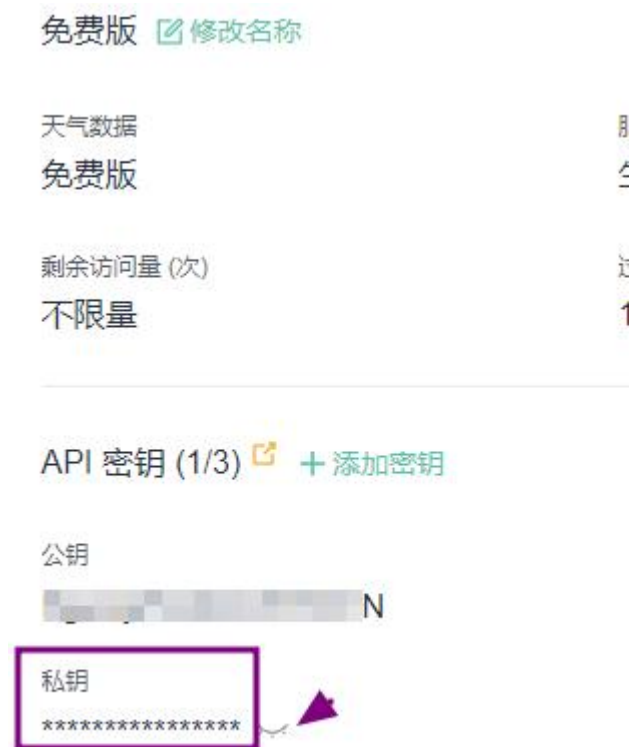 免费版 修改名称
天气数据
免费版
剩余访问量 (次)
不限量
API 密钥 (1/3) + 添加密钥
公钥
N
私钥
****************